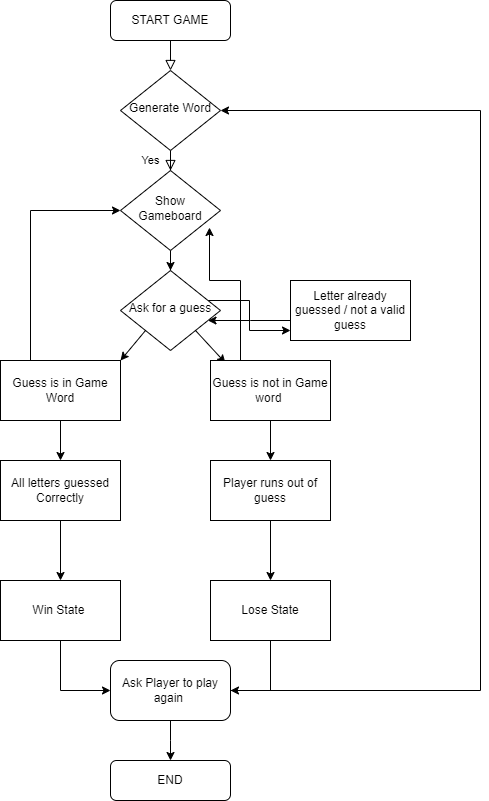 START GAME
Generate Word
Yes
Show
Gameboard
Ask for a guess
Letter already
guessed / not a valid
guess
Guess is in Game
Word
Guess is not in Game
word
All letters guessed
Correctly
Player runs out of
guess
Win State
Lose State
Ask Player to play
again
END